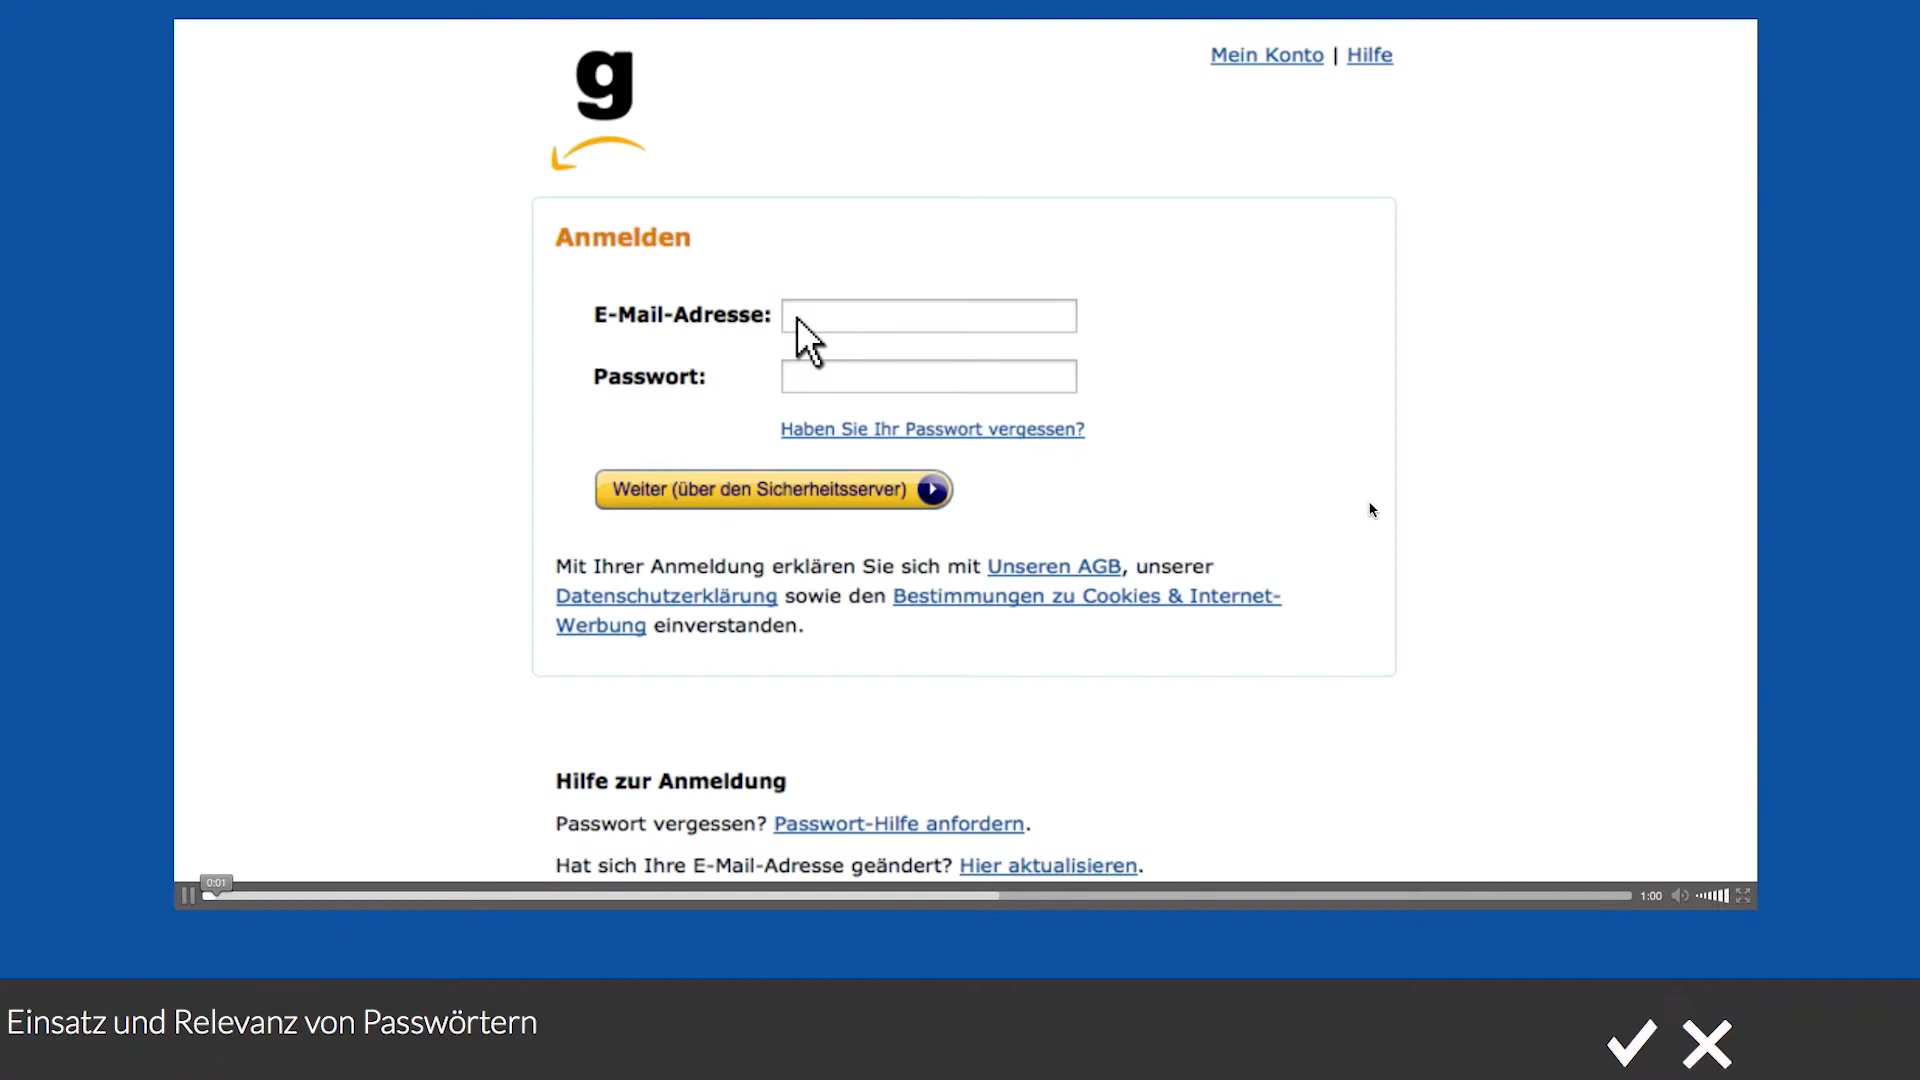 g
Mein Konto | Hilfe
Anmelden
E-Mail-Adresse:
Passwort:
Haben Sie Ihr Passwort vergessen?
Weiter (über den Sicherheitsserver)
Mit Ihrer Anmeldung erklären Sie sich mit Unseren AGB, unserer
Datenschutzerklärung sowie den Bestimmungen zu Cookies & Internet-
Werbung einverstanden.
Hilfe zur Anmeldung
Passwort vergessen? Passwort-Hilfe anfordern.
Hat sich Ihre E-Mail-Adresse geändert? Hier aktualisieren.
0:01
1:00
Einsatz und Relevanz von Passwörtern